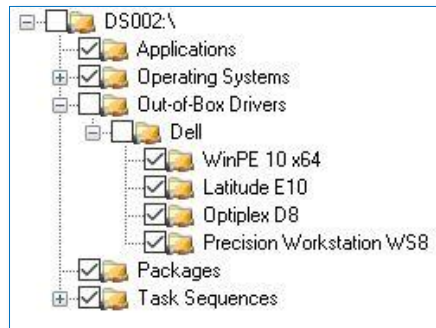 DS002:\
Applications
Operating Systems
Out-of-Box Drivers
Dell
WinPE 10 x64
Latitude E10
Optiplex D8
Precision Workstation WS8
Packages
Task Sequences